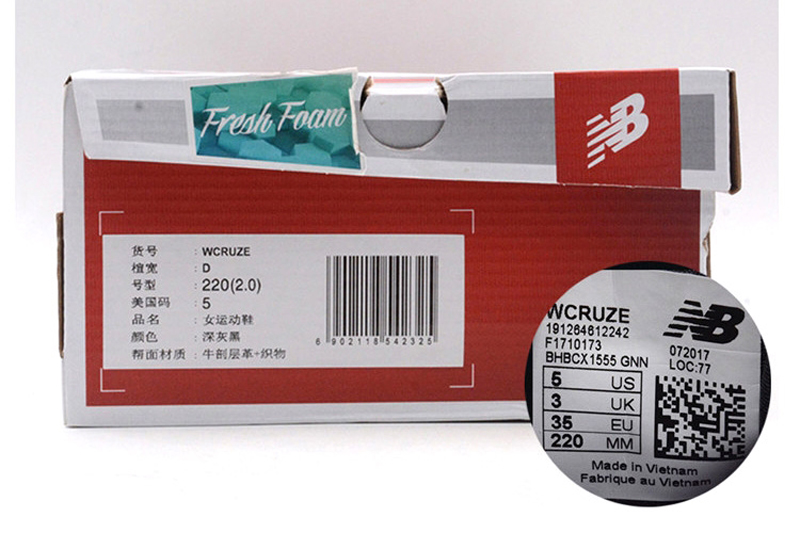 Fresh Foam
NB
货号 : WCRUZE
楦宽 : D
号型 : 220(2.0)
美国码 : 5
品名 : 女运动鞋
颜色 : 深灰黑
帮面材质 : 牛剖层革+织物
6 902118 542325
WCRUZE
NB
191264612242
F1710173
BHBCX1555 GNN
072017
LOC:77
5 US
3 UK
35 EU
220 MM
Made in Vietnam
Fabrique au Vietnam